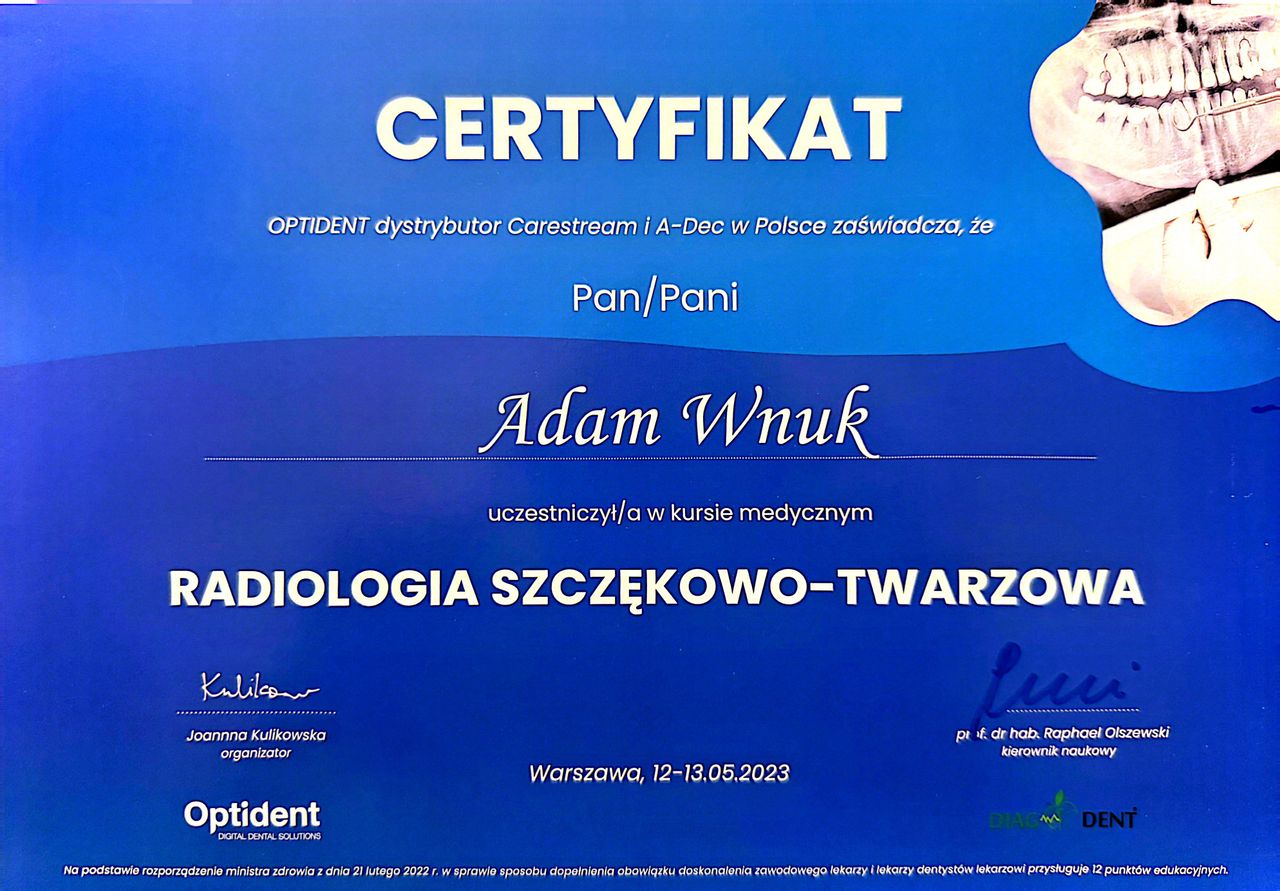 CERTYFIKAT
OPTIDENT dystrybutor Carestream i A-Dec w Polsce zaświadcza, że
Pan/Pani
Adam Wnuk
uczestniczył/a w kursie medycznym
RADIOLOGIA SZCZĘKOWO-TWARZOWA
Kulikow
Joannna Kulikowska
organizator
prof. dr hab. Raphael Olszewski
kierownik naukowy
Warszawa, 12-13.05.2023
Optident
DIGITAL DENTAL SOLUTIONS
DIAG DENT
Na podstawie rozporządzenie ministra zdrowia z dnia 21 lutego 2022 r. w sprawie sposobu dopełnienia obowiązku doskonalenia zawodowego lekarzy i lekarzy dentystów lekarzowi przysługuje 12 punktów edukacyjnych.